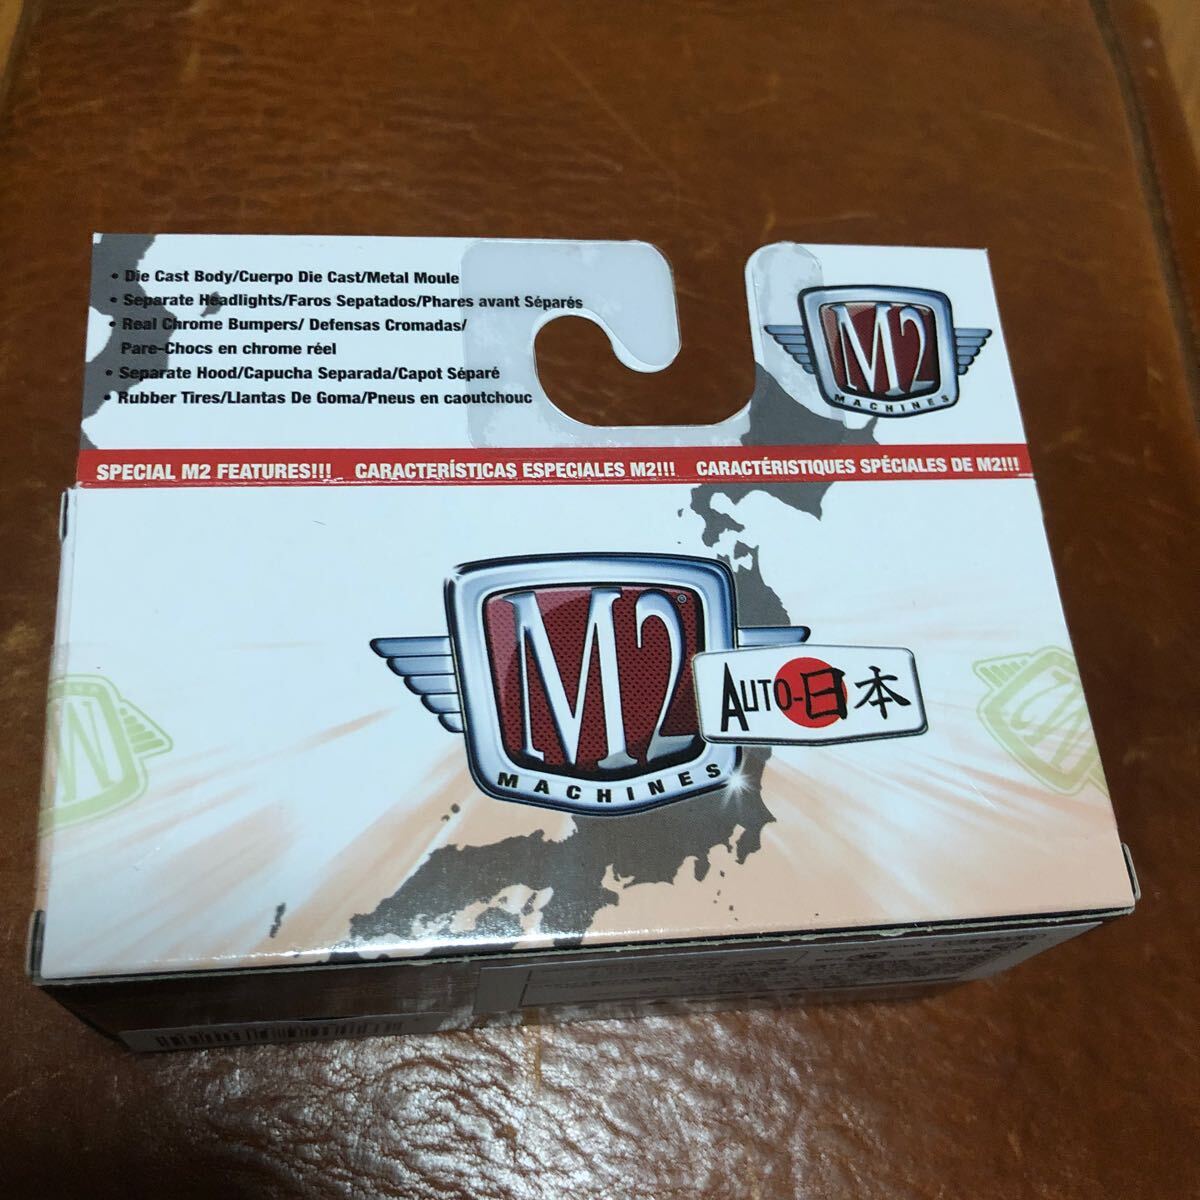 • Die Cast Body/Cuerpo Die Cast/Metal Moule
• Separate Headlights/Faros Sepatados/Phares avant Séparés
• Real Chrome Bumpers/ Defensas Cromadas/
Pare-Chocs en chrome réel
• Separate Hood/Capucha Separada/Capot Séparé
• Rubber Tires/Llantas De Goma/Pneus en caoutchouc
M2
MACHINES
SPECIAL M2 FEATURES!!! CARACTERÍSTICAS ESPECIALES M2!!! CARACTÉRISTIQUES SPÉCIALES DE M2!!!
M2®
MACHINES
AUTO-日本